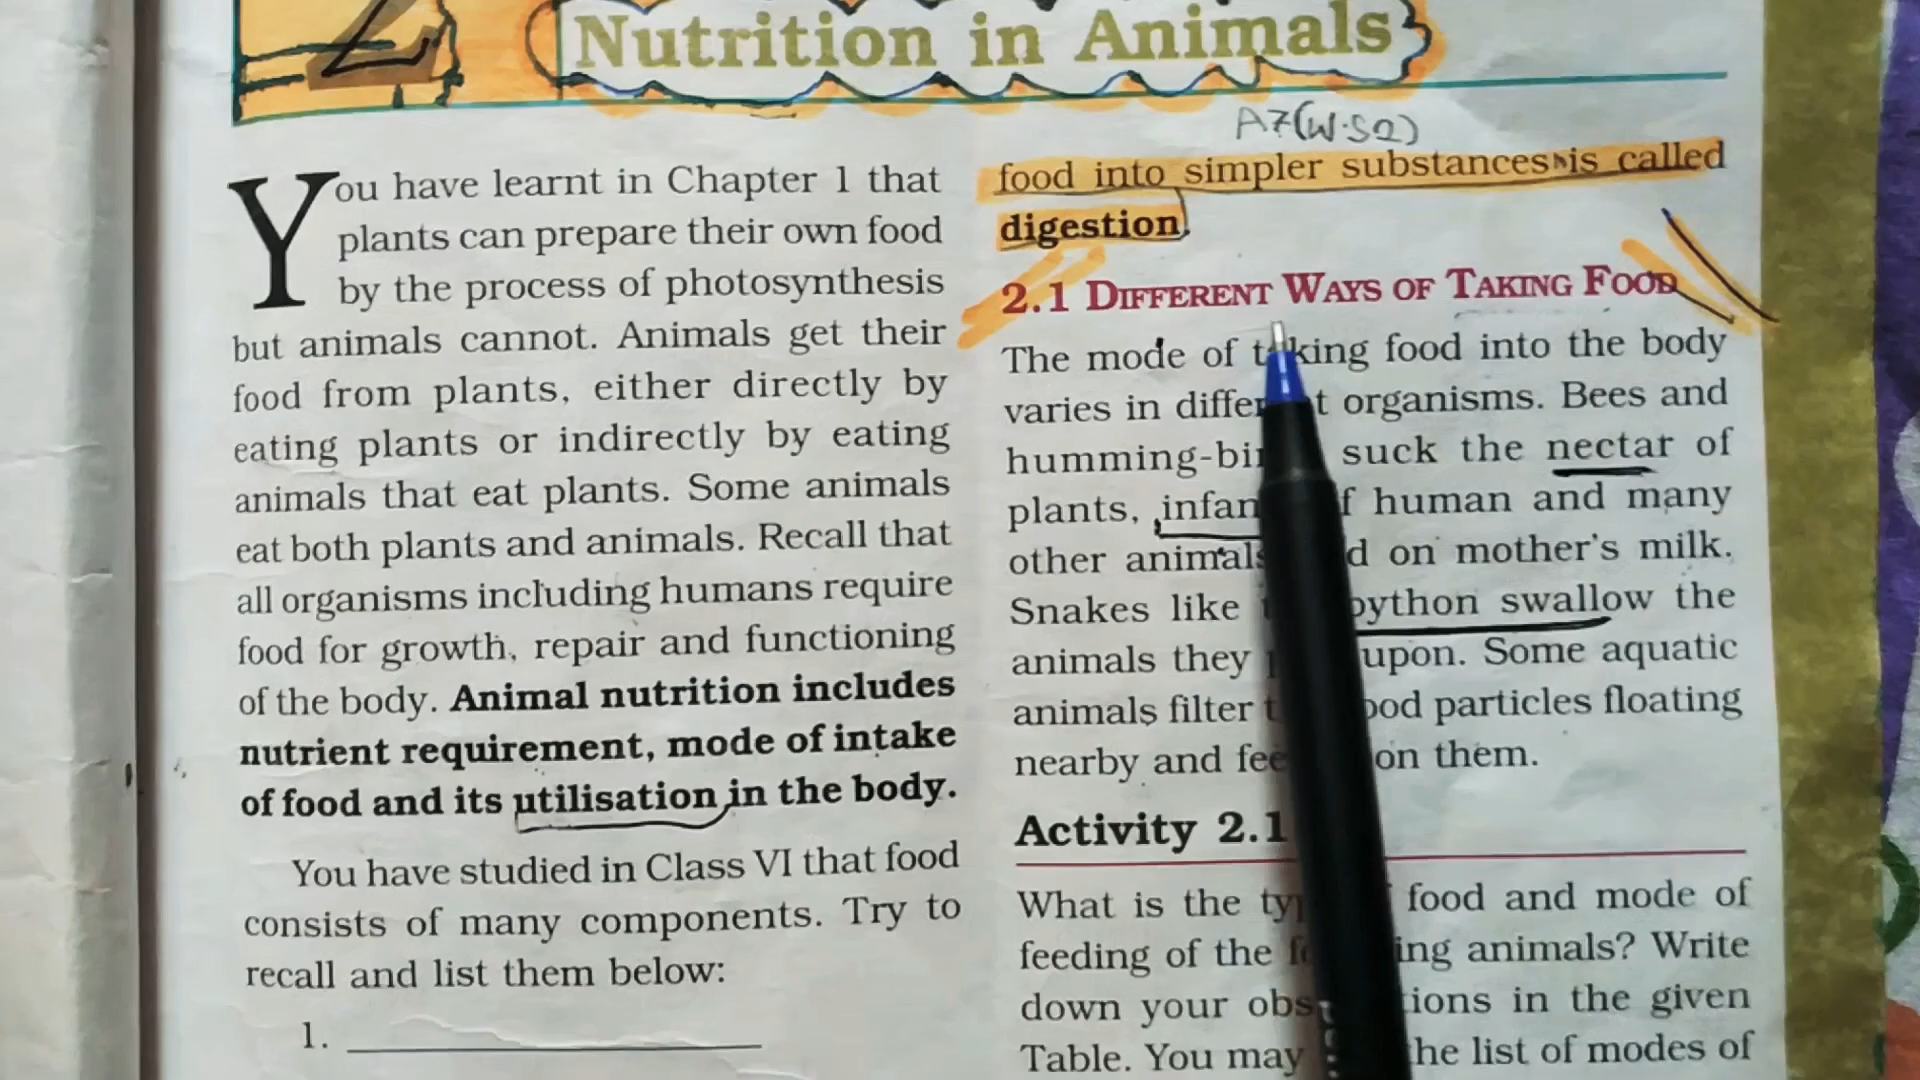 2
Nutrition in Animals
You have learnt in Chapter 1 that
plants can prepare their own food
by the process of photosynthesis
but animals cannot. Animals get their
food from plants, either directly by
eating plants or indirectly by eating
animals that eat plants. Some animals
eat both plants and animals. Recall that
all organisms including humans require
food for growth, repair and functioning
of the body. Animal nutrition includes
nutrient requirement, mode of intake
of food and its utilisation in the body.
You have studied in Class VI that food
consists of many components. Try to
recall and list them below:
1.
A7(W.S2)
food into simpler substances is called
digestion.
2.1 DIFFERENT WAYS OF TAKING FOOD
The mode of taking food into the body
varies in different organisms. Bees and
humming-bi suck the nectar of
plants, infan f human and many
other animals d on mother's milk.
Snakes like t python swallow the
animals they upon. Some aquatic
animals filter t ood particles floating
nearby and fee on them.
Activity 2.1
What is the ty food and mode of
feeding of the f ing animals? Write
down your obs tions in the given
Table. You may he list of modes of